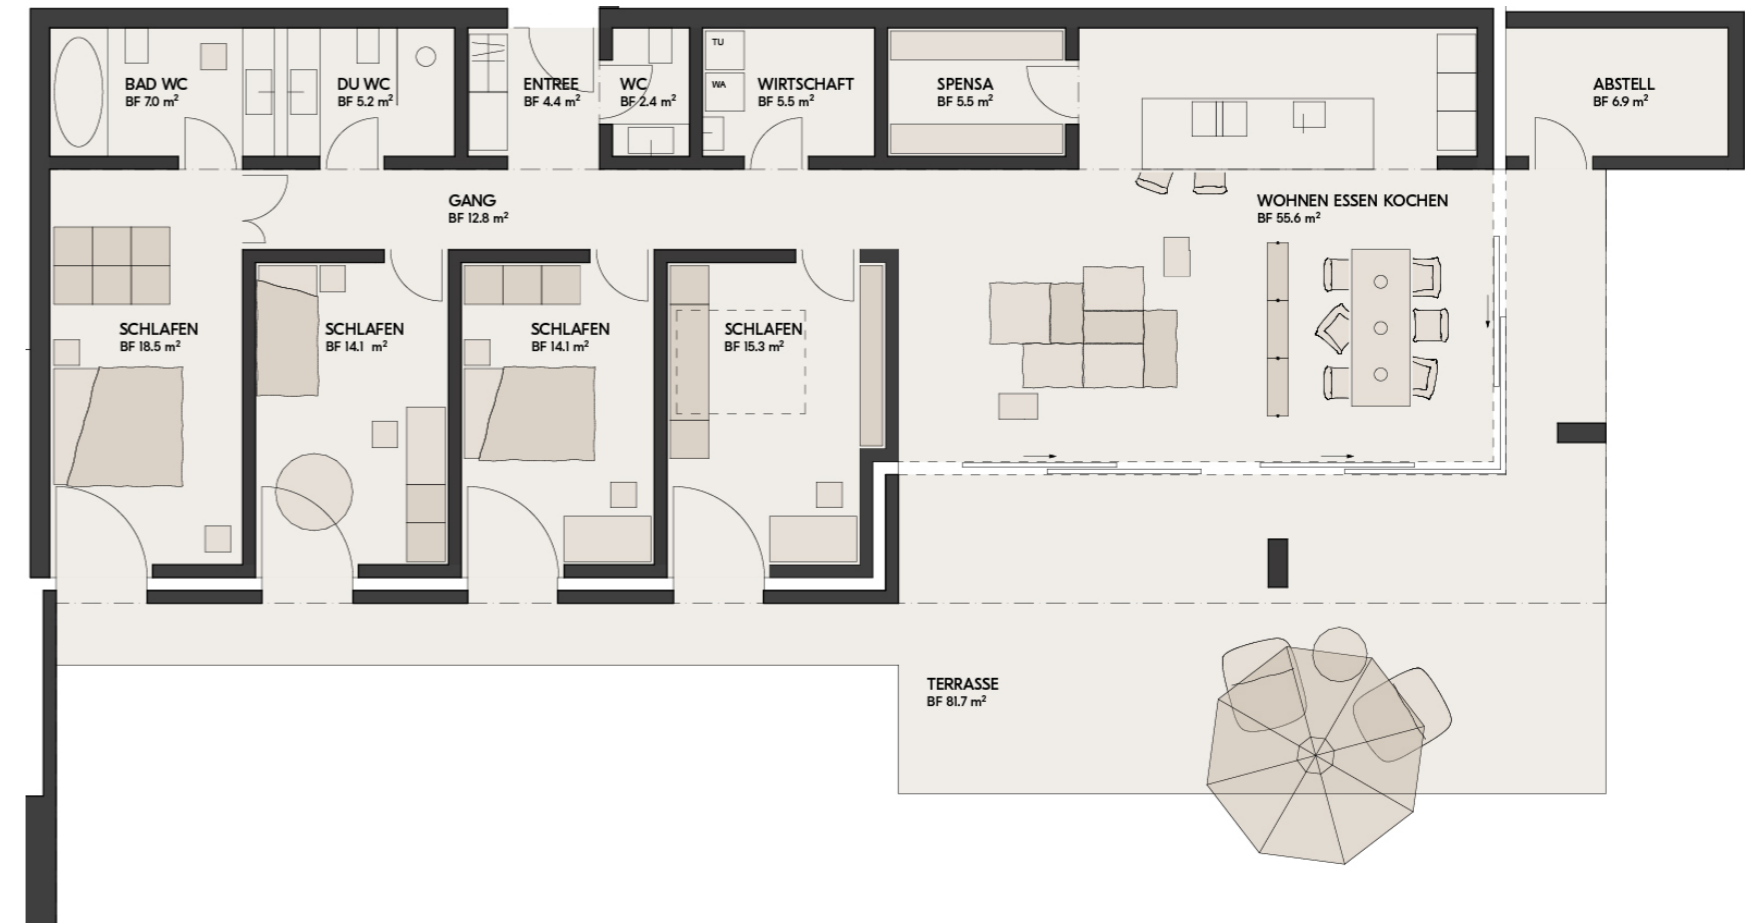 BAD WC
BF 7.0 m²
DU WC
BF 5.2 m²
ENTREE
BF 4.4 m²
WC
BF 2.4 m²
TU
WA
WIRTSCHAFT
BF 5.5 m²
SPENSA
BF 5.5 m²
ABSTELL
BF 6.9 m²
GANG
BF 12.8 m²
WOHNEN ESSEN KOCHEN
BF 55.6 m²
SCHLAFEN
BF 18.5 m²
SCHLAFEN
BF 14.1 m²
SCHLAFEN
BF 14.1 m²
SCHLAFEN
BF 15.3 m²
TERRASSE
BF 81.7 m²